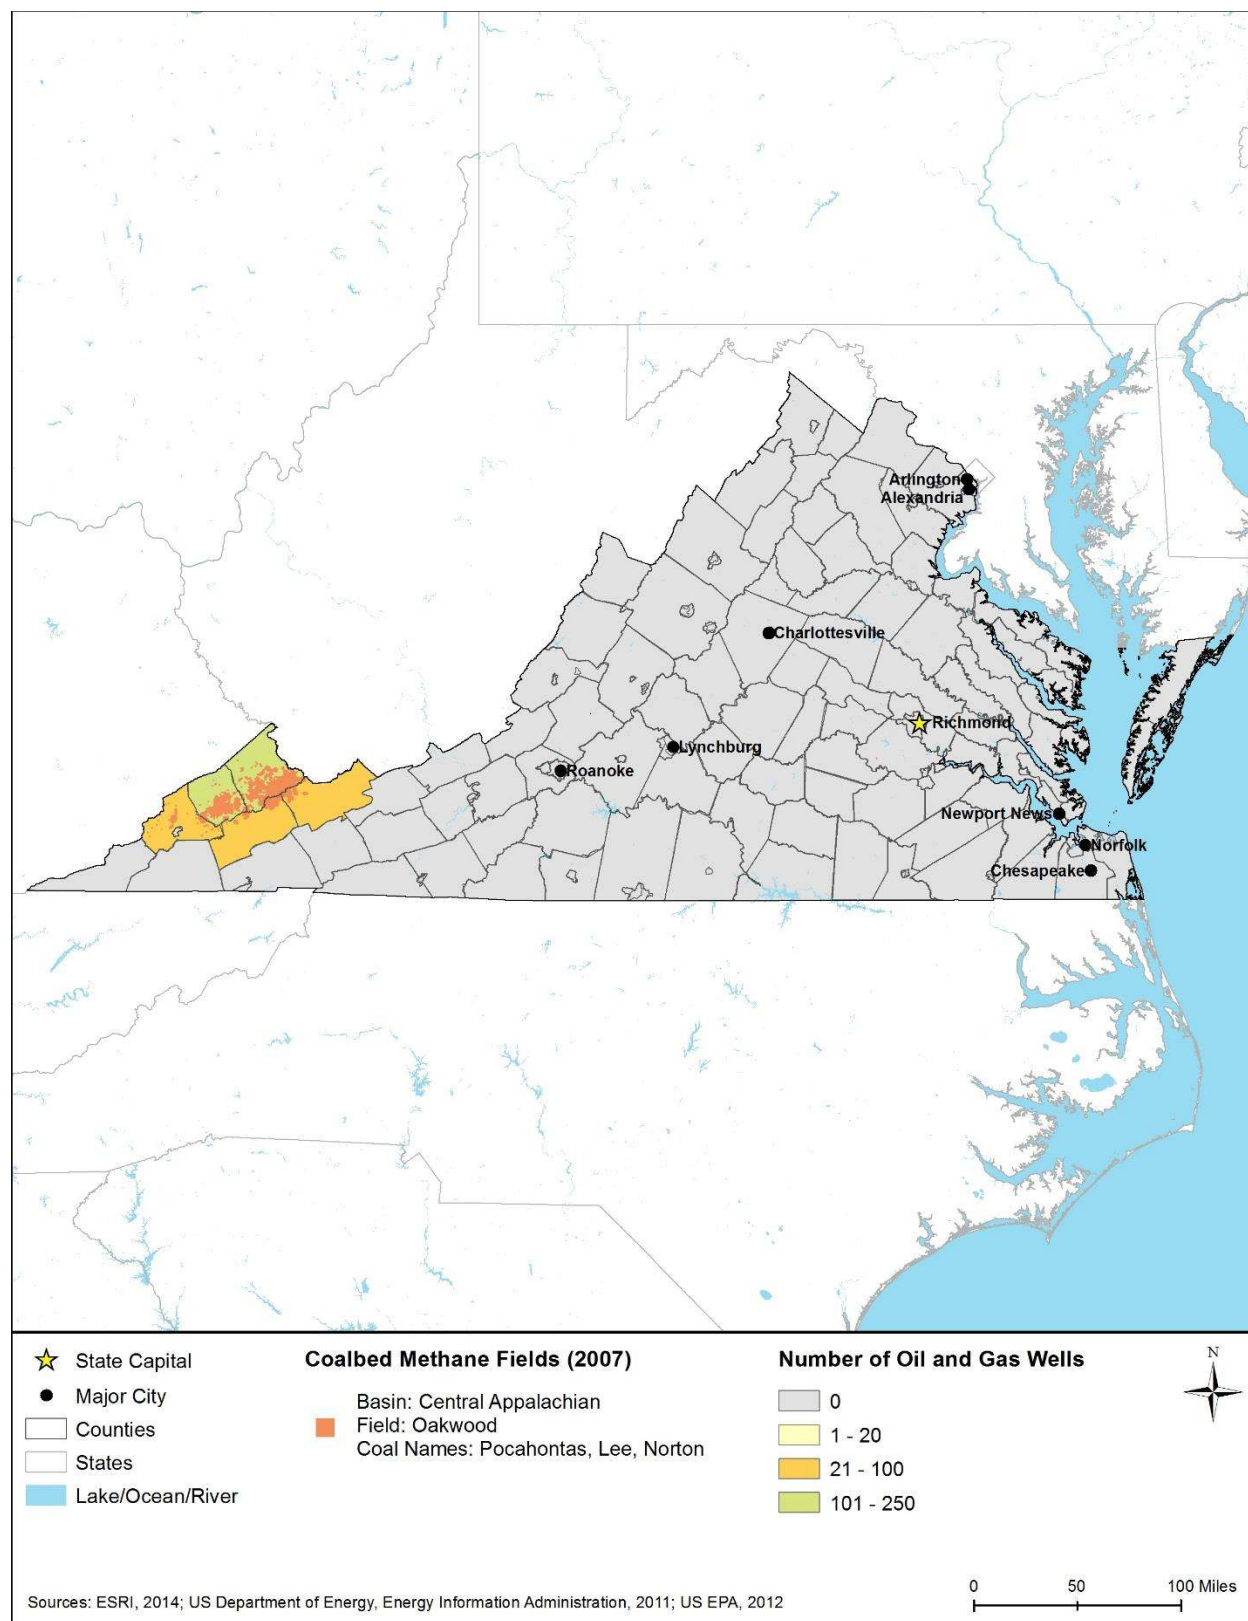 Arlington
Alexandria
Charlottesville
Richmond
Lynchburg
Roanoke
Newport News
Norfolk
Chesapeake
State Capital
Major City
Counties
States
Lake/Ocean/River
Coalbed Methane Fields (2007)
Basin: Central Appalachian
Field: Oakwood
Coal Names: Pocahontas, Lee, Norton
Number of Oil and Gas Wells
0
1 - 20
21 - 100
101 - 250
N
0 50 100 Miles
Sources: ESRI, 2014; US Department of Energy, Energy Information Administration, 2011; US EPA, 2012